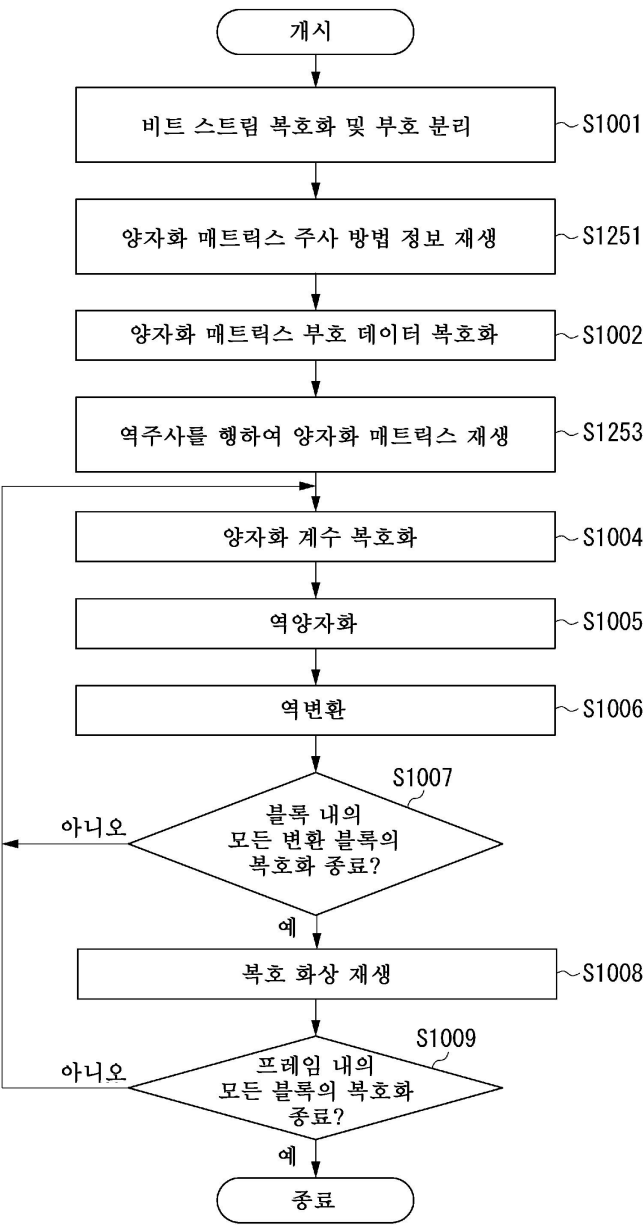 개시
비트 스트림 복호화 및 부호 분리
S1001
양자화 매트릭스 주사 방법 정보 재생
S1251
양자화 매트릭스 부호 데이터 복호화
S1002
역주사를 행하여 양자화 매트릭스 재생
S1253
양자화 계수 복호화
S1004
역양자화
S1005
역변환
S1006
S1007
블록 내의
모든 변환 블록의
복호화 종료?
아니오
예
복호 화상 재생
S1008
S1009
프레임 내의
모든 블록의 복호화
종료?
아니오
예
종료